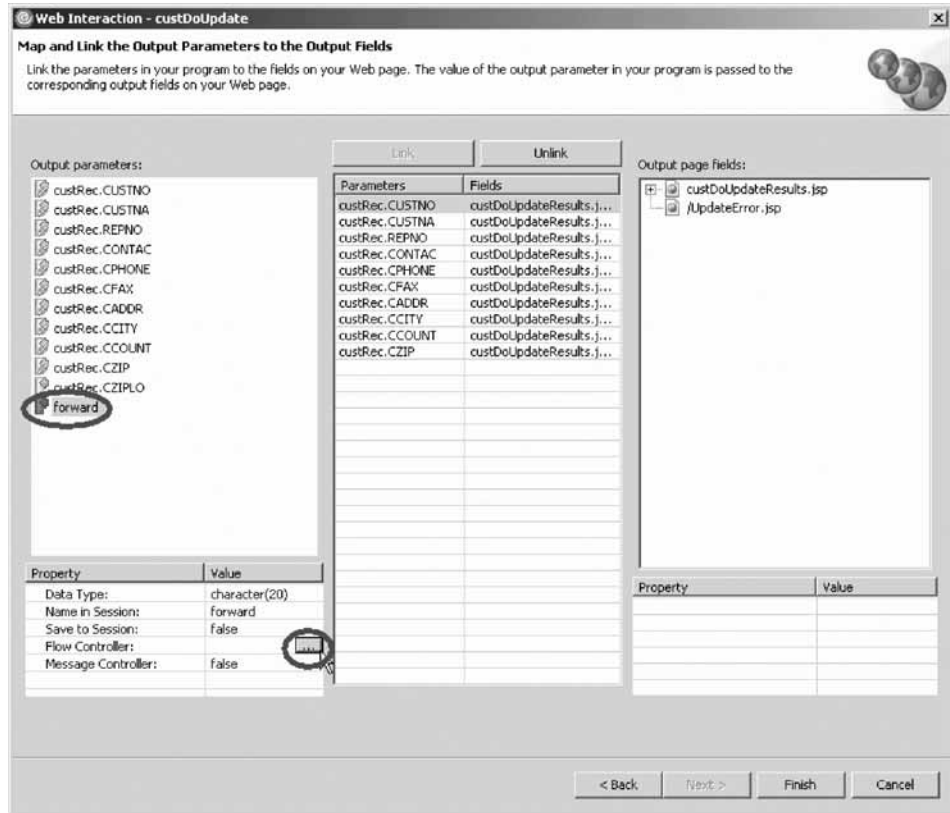 Web Interaction - custDoUpdate
Map and Link the Output Parameters to the Output Fields
Link the parameters in your program to the fields on your Web page. The value of the output parameter in your program is passed to the
corresponding output fields on your Web page.
Output parameters:
custRec.CUSTNO
custRec.CUSTNA
custRec.REPNO
custRec.CONTAC
custRec.CPHONE
custRec.CFAX
custRec.CADDR
custRec.CCITY
custRec.CCOUNT
custRec.CZIP
custRec.CZIPLO
forward
Property Value
Data Type: character(20)
Name in Session: forward
Save to Session: false
Flow Controller: ...
Message Controller: false
Link Unlink
Parameters Fields
custRec.CUSTNO custDoUpdateResults.j...
custRec.CUSTNA custDoUpdateResults.j...
custRec.REPNO custDoUpdateResults.j...
custRec.CONTAC custDoUpdateResults.j...
custRec.CPHONE custDoUpdateResults.j...
custRec.CFAX custDoUpdateResults.j...
custRec.CADDR custDoUpdateResults.j...
custRec.CCITY custDoUpdateResults.j...
custRec.CCOUNT custDoUpdateResults.j...
custRec.CZIP custDoUpdateResults.j...
Output page fields:
custDoUpdateResults.jsp
/UpdateError.jsp
Property Value
< Back Next > Finish Cancel